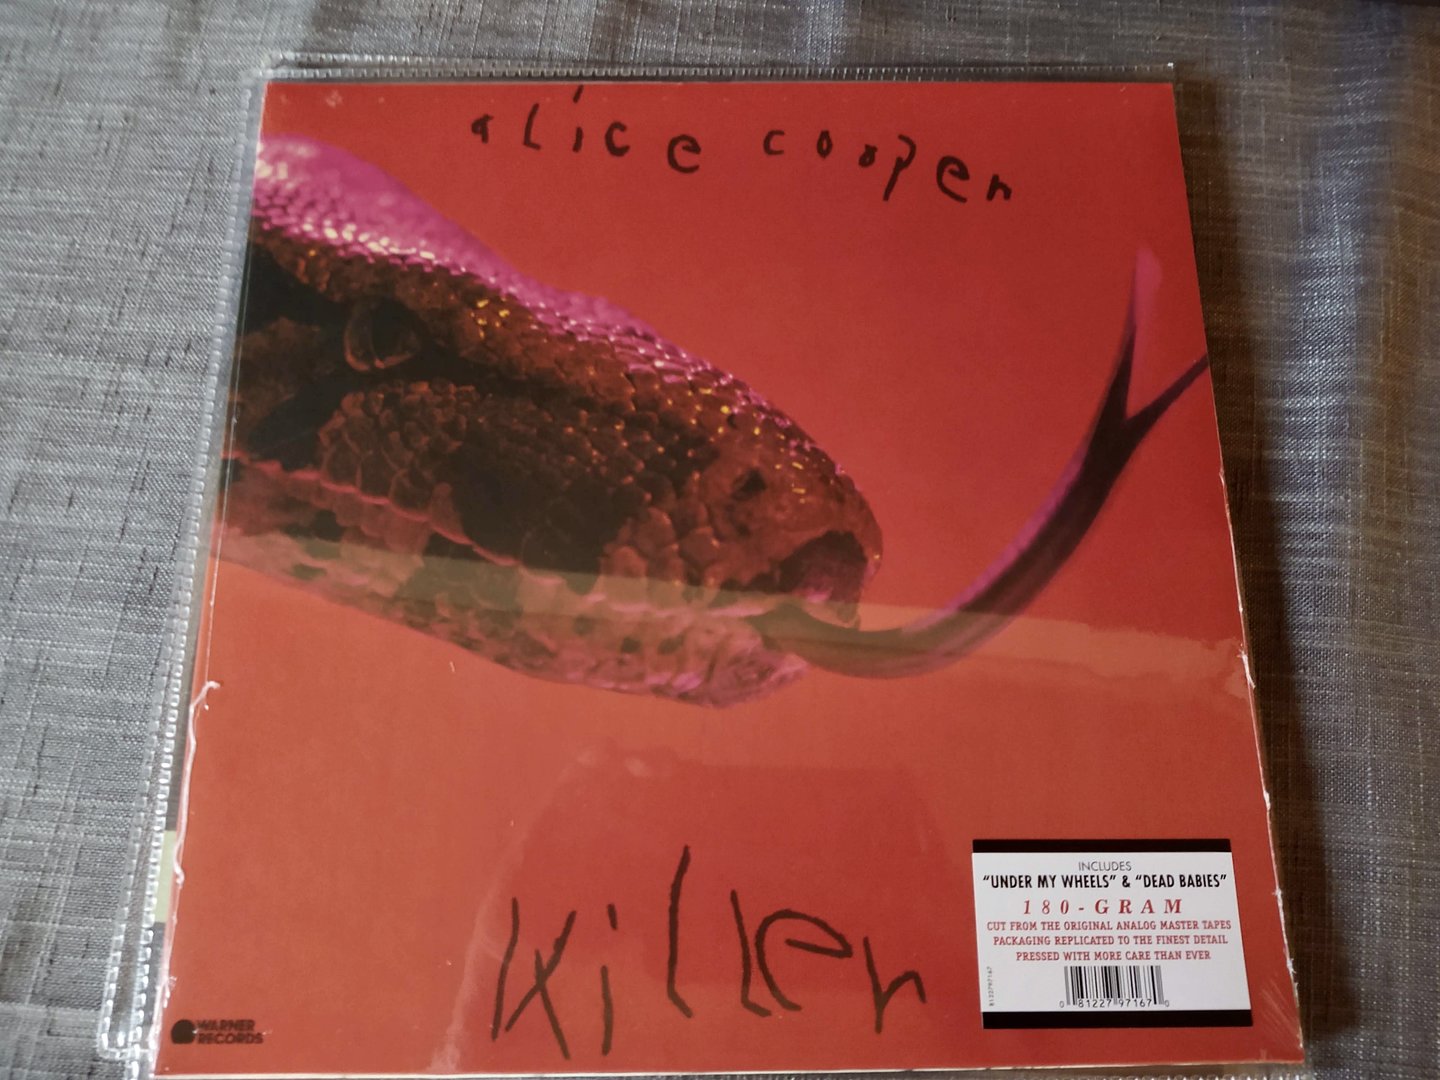 alice cooper
killer
INCLUDES
"UNDER MY WHEELS" & "DEAD BABIES"
180-GRAM
CUT FROM THE ORIGINAL ANALOG MASTER TAPES
PACKAGING REPLICATED TO THE FINEST DETAIL
PRESSED WITH MORE CARE THAN EVER
8122797167
0 81227 97167 0
WARNER
RECORDS